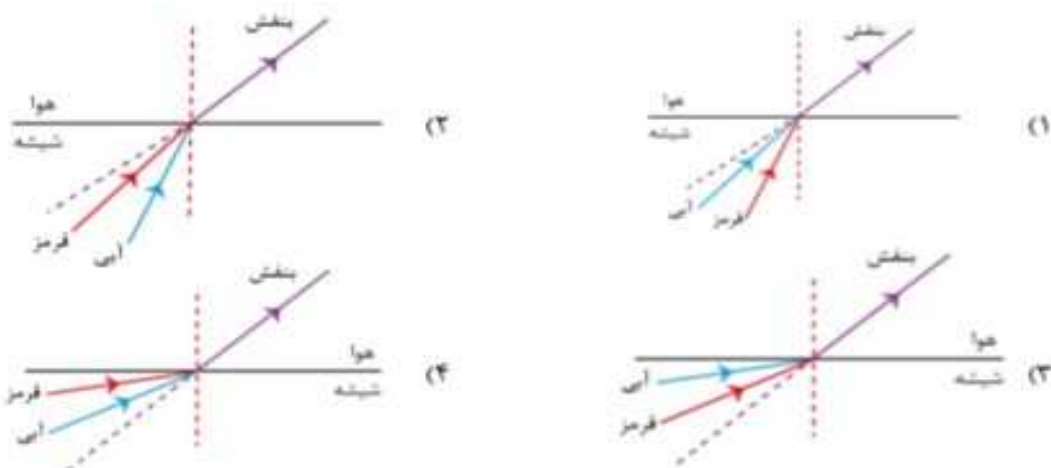 بنفش
هوا
شیشه
آبی
قرمز
(۱
بنفش
هوا
شیشه
قرمز
آبی
(۲
بنفش
هوا
شیشه
آبی
قرمز
(۳
بنفش
هوا
شیشه
قرمز
آبی
(۴